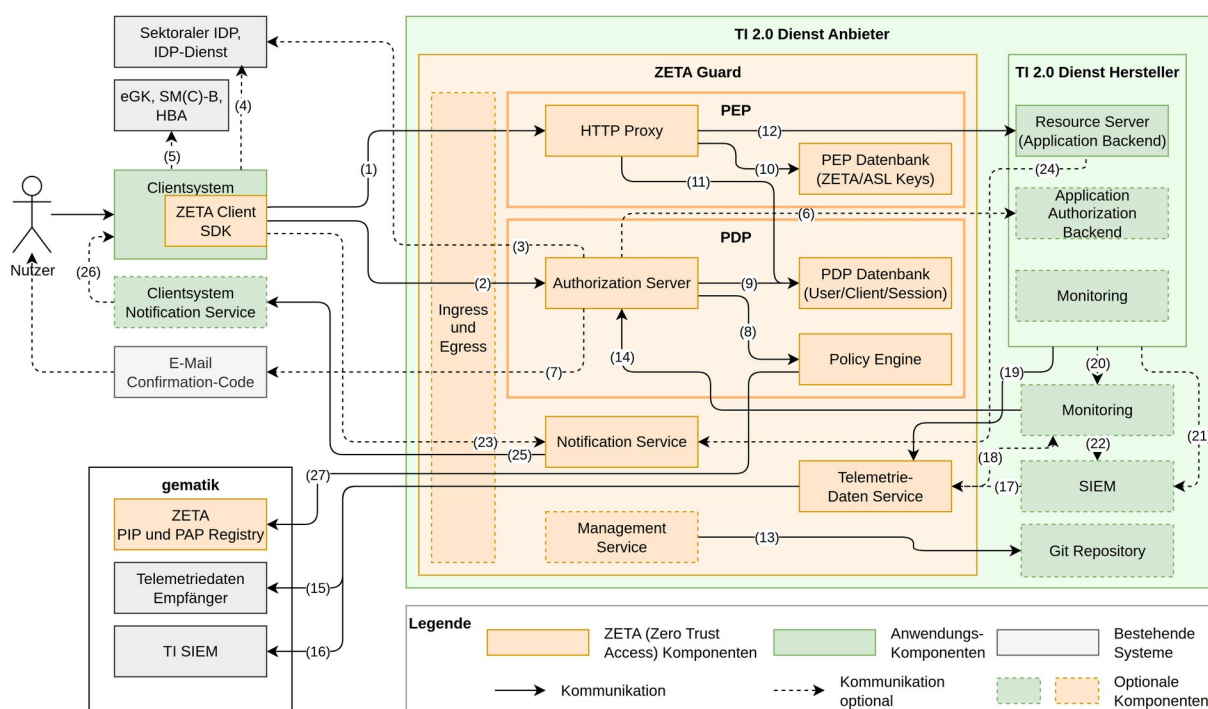 Sektoraler IDP,
IDP-Dienst
eGK, SM(C)-B,
HBA
(4)
(5)
Clientsystem
ZETA Client
SDK
Nutzer
(26)
Clientsystem
Notification Service
E-Mail
Confirmation-Code
(1)
(2)
(3)
(7)
TI 2.0 Dienst Anbieter
ZETA Guard
Ingress
und
Egress
PEP
HTTP Proxy
(12)
(10)
(11)
PEP Datenbank
(ZETA/ASL Keys)
PDP
(6)
Authorization Server
(9)
PDP Datenbank
(User/Client/Session)
(8)
(14)
Policy Engine
(23)
(25)
Notification Service
Telemetrie-
Daten Service
Management
Service
(13)
TI 2.0 Dienst Hersteller
Resource Server
(Application Backend)
(24)
Application
Authorization
Backend
Monitoring
(19)
(20)
(21)
Monitoring
(18)
(22)
(17)
SIEM
Git Repository
gematik
(27)
ZETA
PIP und PAP Registry
Telemetriedaten
Empfänger
(15)
TI SIEM
(16)
Legende
ZETA (Zero Trust
Access) Komponenten
Anwendungs-
Komponenten
Bestehende
Systeme
Kommunikation
Kommunikation
optional
Optionale
Komponenten